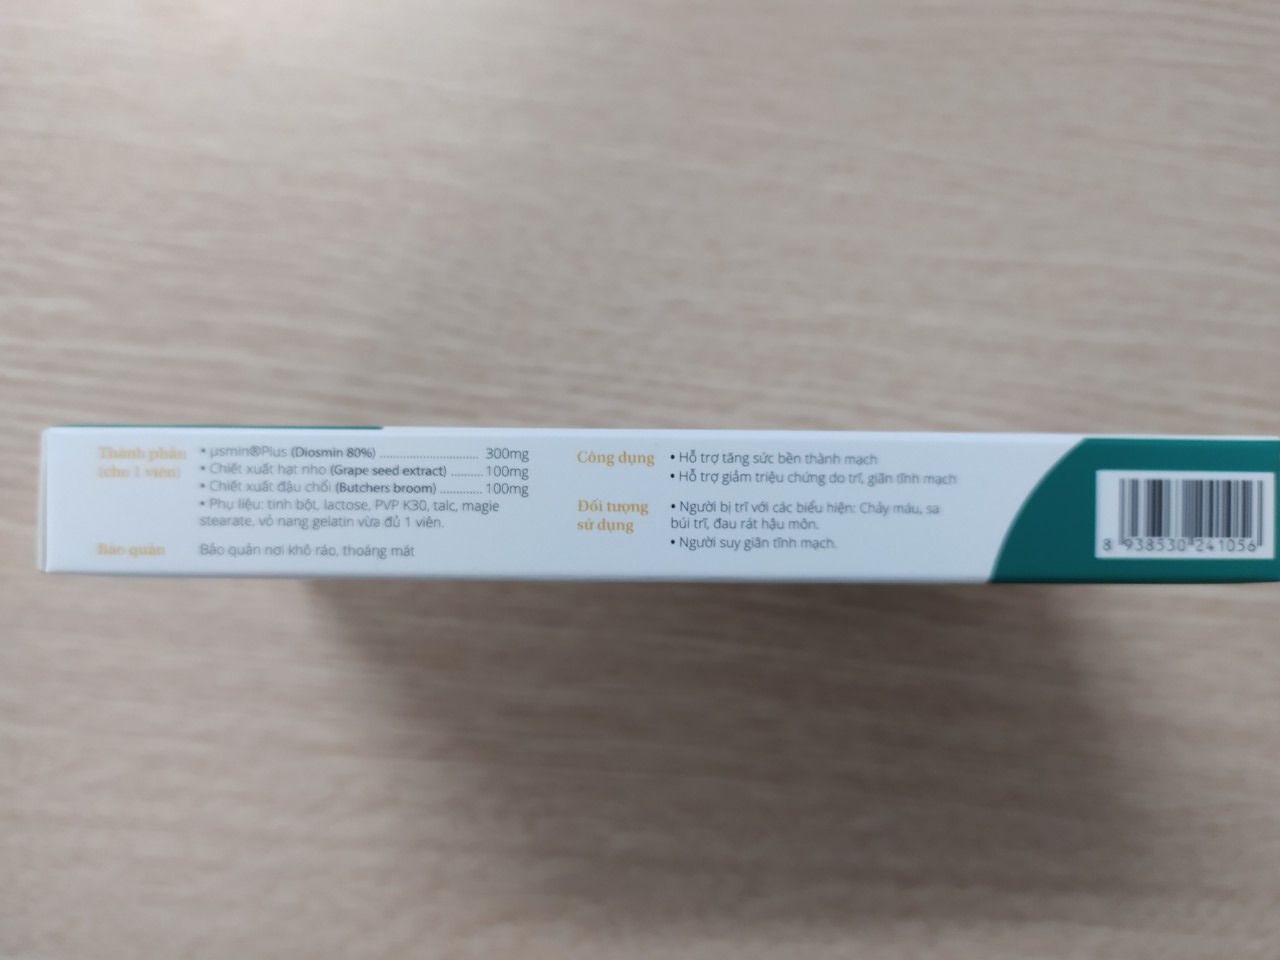 Thành phần
(cho 1 viên)
• µsmin®Plus (Diosmin 80%) ........................... 300mg
• Chiết xuất hạt nho (Grape seed extract) ......... 100mg
• Chiết xuất đậu chổi (Butchers broom) ............ 100mg
• Phụ liệu: tinh bột, lactose, PVP K30, talc, magie
stearate, vỏ nang gelatin vừa đủ 1 viên.
Bảo quản
Bảo quản nơi khô ráo, thoáng mát
Công dụng
• Hỗ trợ tăng sức bền thành mạch
• Hỗ trợ giảm triệu chứng do trĩ, giãn tĩnh mạch
Đối tượng
sử dụng
• Người bị trĩ với các biểu hiện: Chảy máu, sa
búi trĩ, đau rát hậu môn.
• Người suy giãn tĩnh mạch.
8 938530 241056